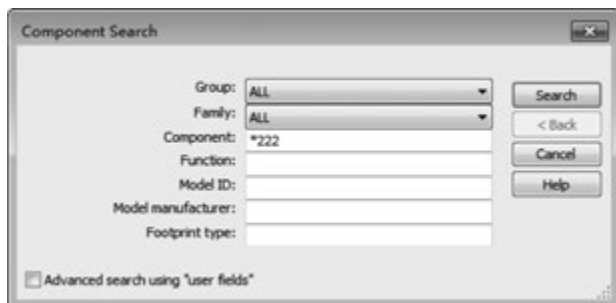 Component Search
Group: ALL
Search
Family: ALL
< Back
Component: *222
Function:
Cancel
Model ID:
Help
Model manufacturer:
Footprint type:
Advanced search using "user fields"